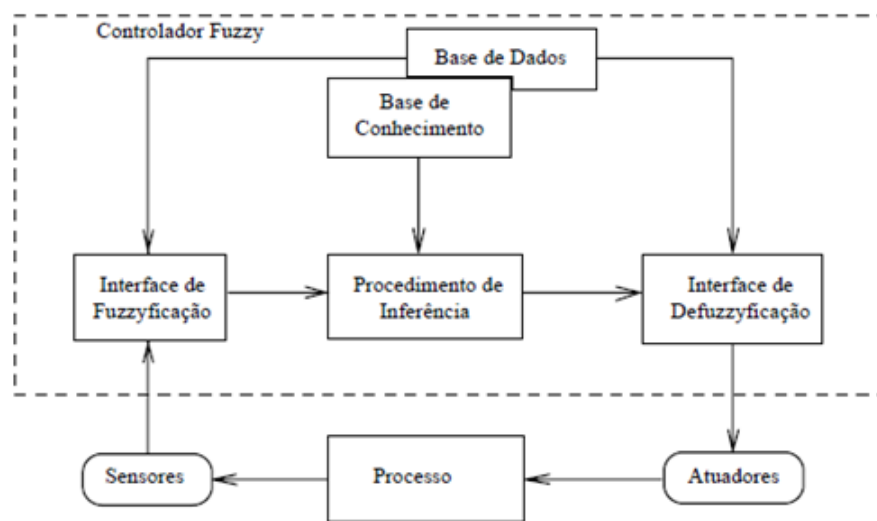 Controlador Fuzzy
Base de Dados
Base de
Conhecimento
Interface de
Fuzzyficação
Procedimento de
Inferência
Interface de
Defuzzyficação
Sensores
Processo
Atuadores